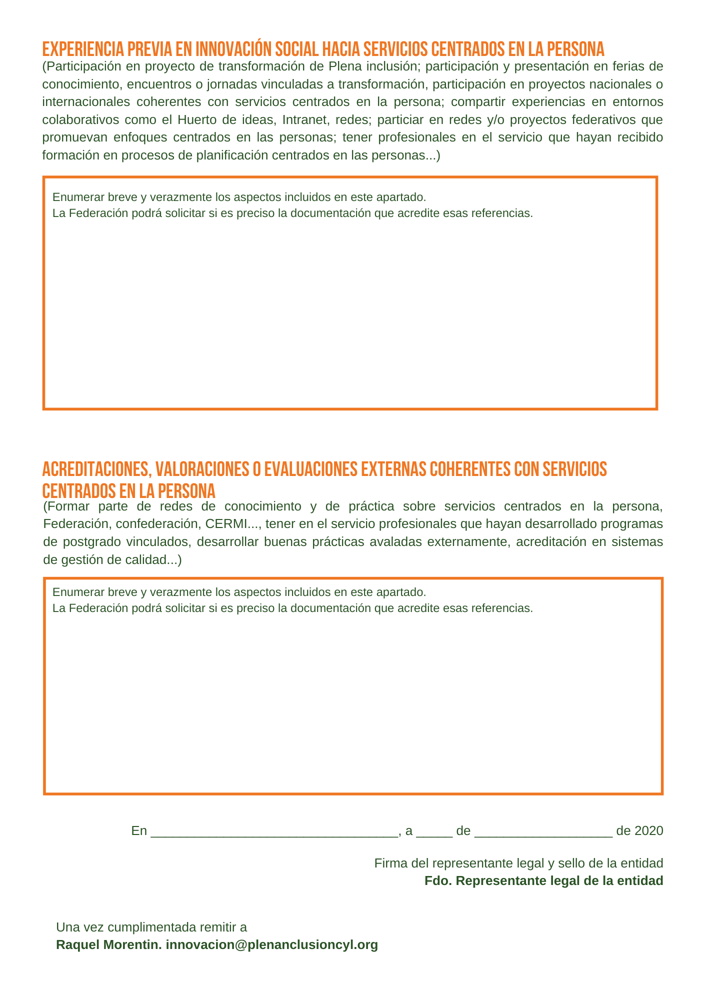 EXPERIENCIA PREVIA EN INNOVACIÓN SOCIAL HACIA SERVICIOS CENTRADOS EN LA PERSONA
(Participación en proyecto de transformación de Plena inclusión; participación y presentación en ferias de
conocimiento, encuentros o jornadas vinculadas a transformación, participación en proyectos nacionales o
internacionales coherentes con servicios centrados en la persona; compartir experiencias en entornos
colaborativos como el Huerto de ideas, Intranet, redes; particiar en redes y/o proyectos federativos que
promuevan enfoques centrados en las personas; tener profesionales en el servicio que hayan recibido
formación en procesos de planificación centrados en las personas...)
Enumerar breve y verazmente los aspectos incluidos en este apartado.
La Federación podrá solicitar si es preciso la documentación que acredite esas referencias.
ACREDITACIONES, VALORACIONES O EVALUACIONES EXTERNAS COHERENTES CON SERVICIOS
CENTRADOS EN LA PERSONA
(Formar parte de redes de conocimiento y de práctica sobre servicios centrados en la persona,
Federación, confederación, CERMI..., tener en el servicio profesionales que hayan desarrollado programas
de postgrado vinculados, desarrollar buenas prácticas avaladas externamente, acreditación en sistemas
de gestión de calidad...)
Enumerar breve y verazmente los aspectos incluidos en este apartado.
La Federación podrá solicitar si es preciso la documentación que acredite esas referencias.
En __________________________________, a _____ de ___________________ de 2020
Firma del representante legal y sello de la entidad
Fdo. Representante legal de la entidad
Una vez cumplimentada remitir a
Raquel Morentin. innovacion@plenanclusioncyl.org